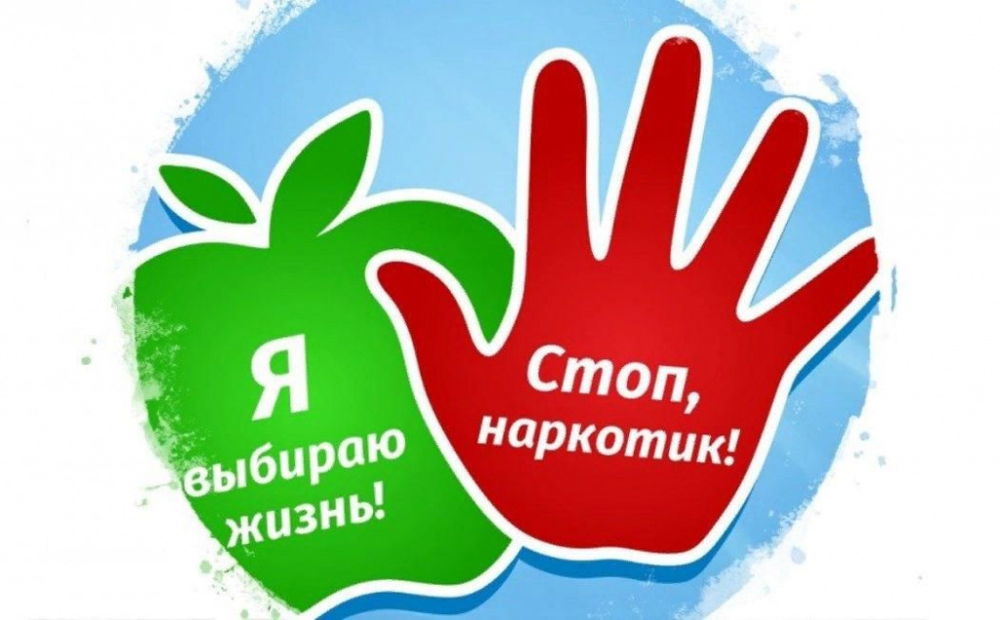 Я
выбираю
жизнь!
Стоп,
наркотик!